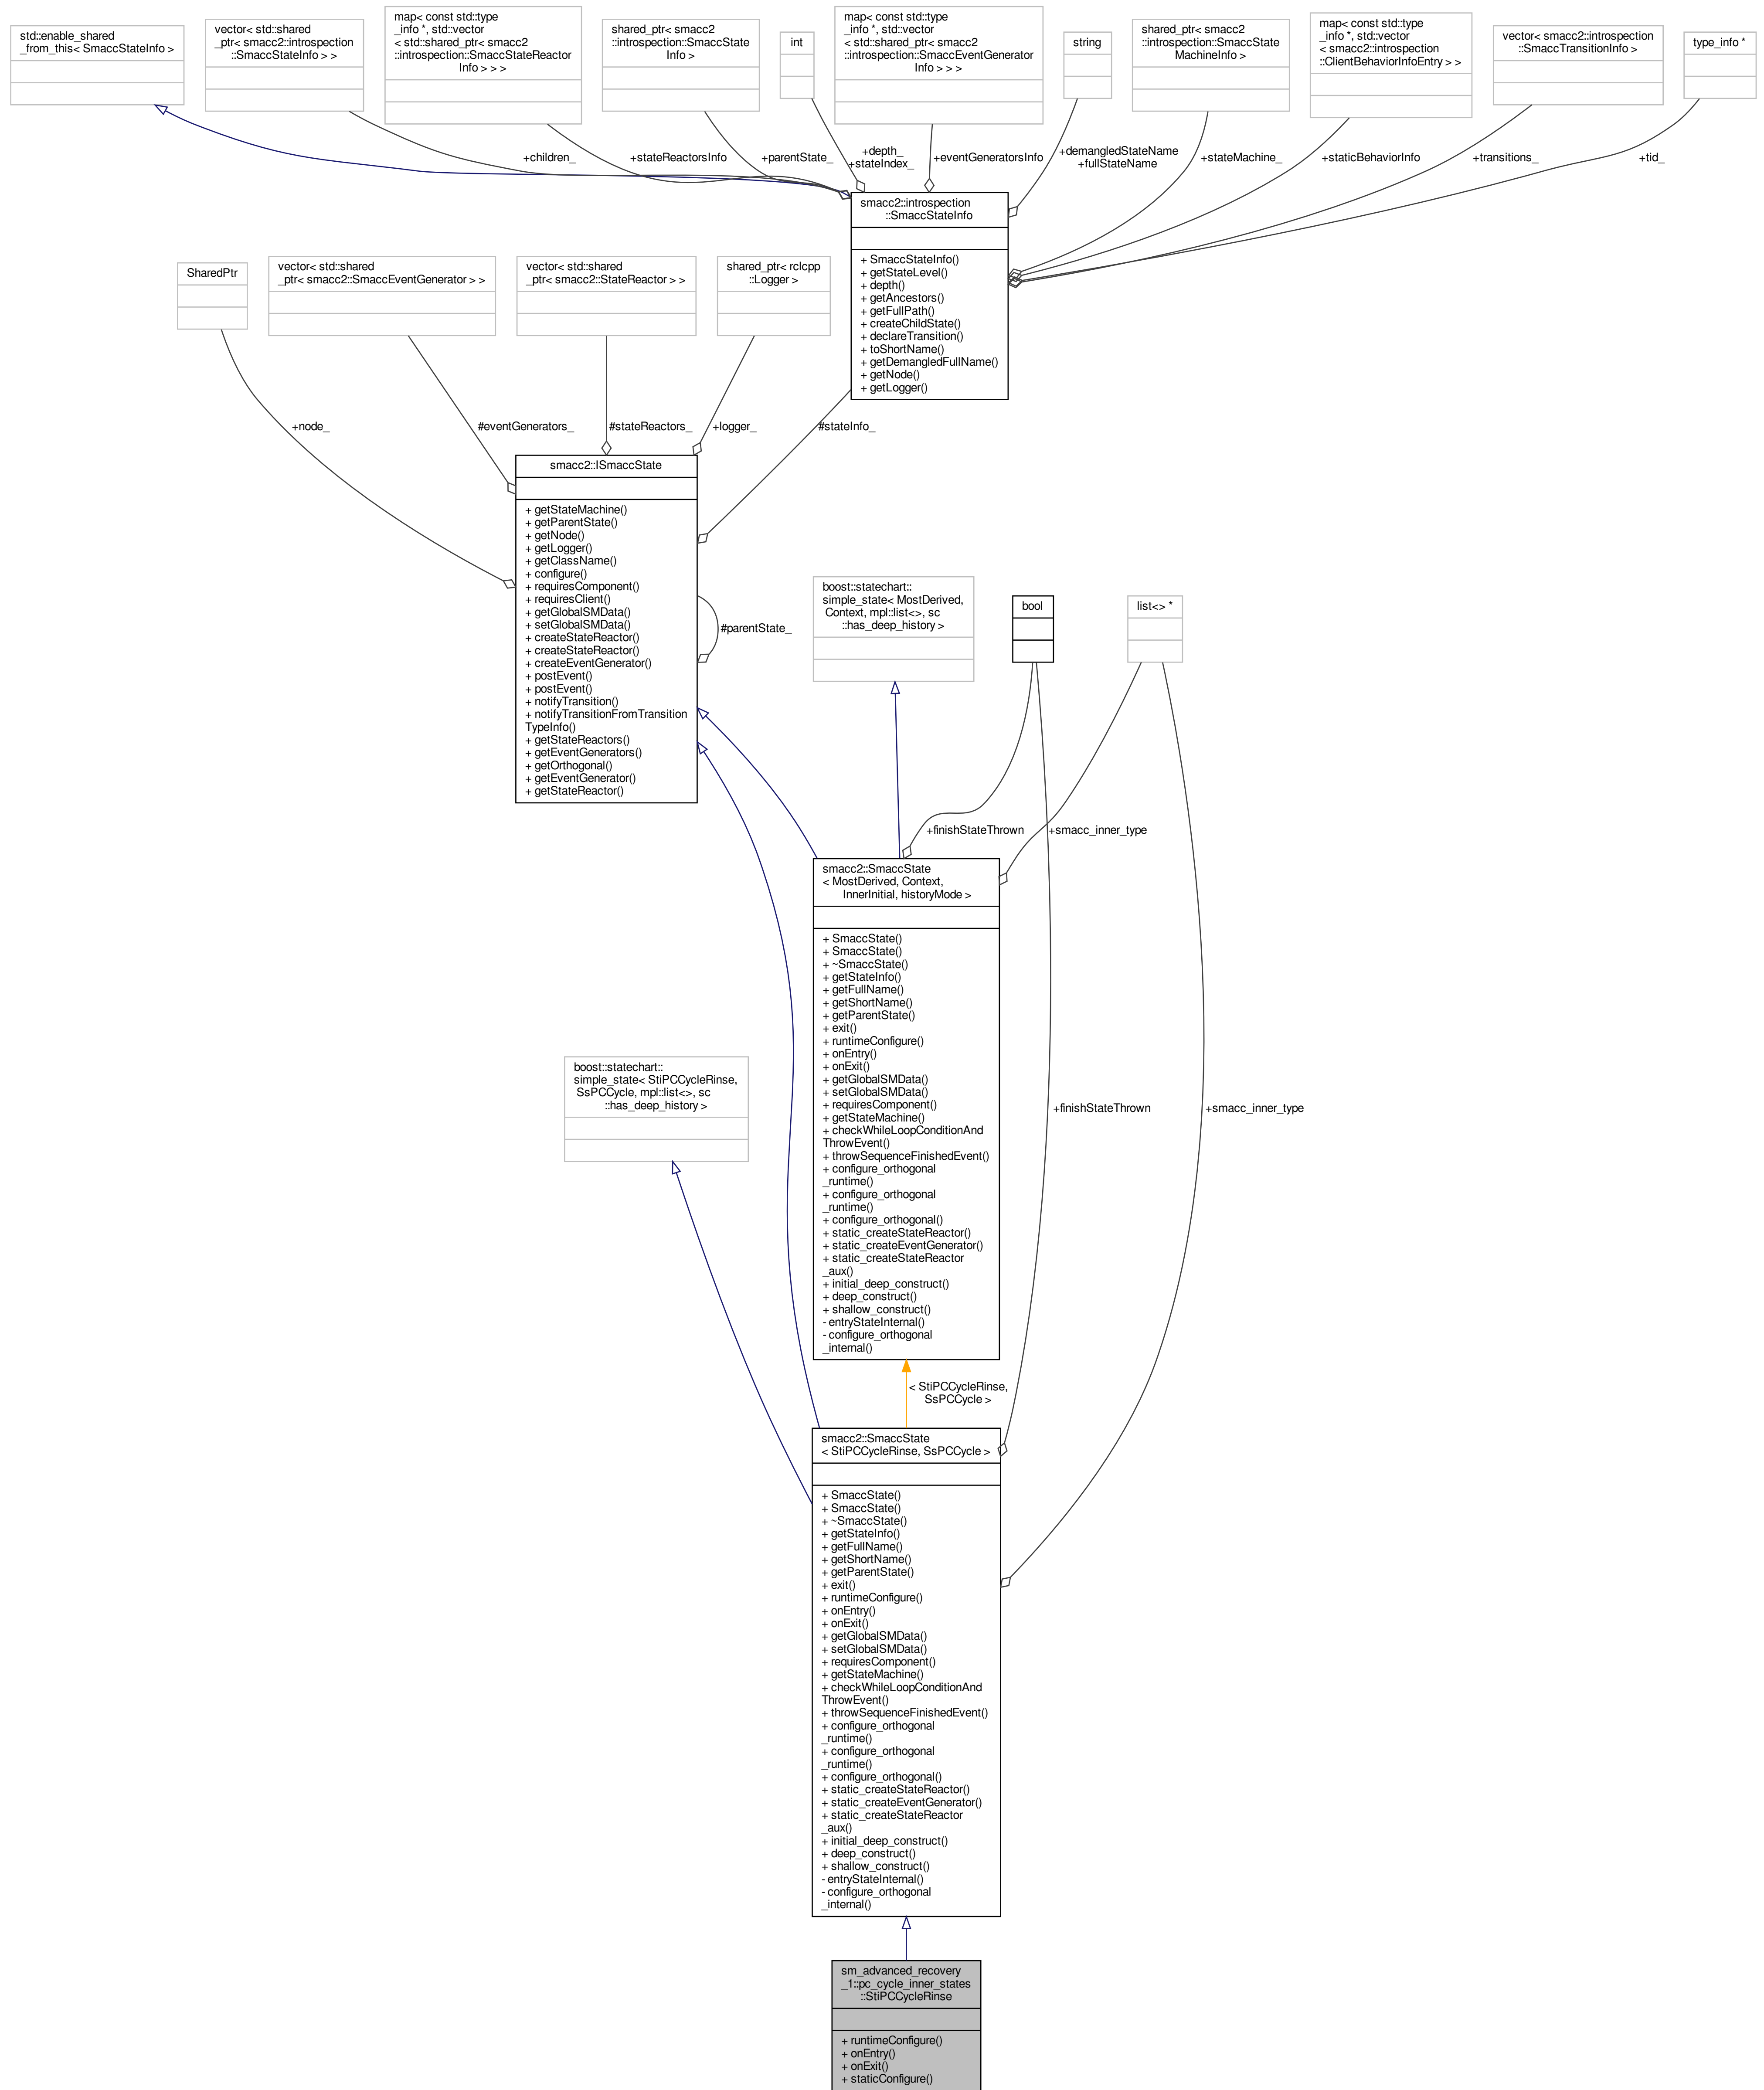 std::enable_shared
_from_this< SmaccStateInfo >
vector< std::shared
_ptr< smacc2::introspection
::SmaccStateInfo > >
map< const std::type
_info *, std::vector
< std::shared_ptr< smacc2
::introspection::SmaccStateReactor
Info > > >
shared_ptr< smacc2
::introspection::SmaccState
Info >
int
map< const std::type
_info *, std::vector
< std::shared_ptr< smacc2
::introspection::SmaccEventGenerator
Info > > >
string
shared_ptr< smacc2
::introspection::SmaccState
MachineInfo >
map< const std::type
_info *, std::vector
< smacc2::introspection
::ClientBehaviorInfoEntry > >
vector< smacc2::introspection
::SmaccTransitionInfo >
type_info *
+children_
+stateReactorsInfo
+parentState_
+depth_
+stateIndex_
+eventGeneratorsInfo
+demangledStateName
+fullStateName
+stateMachine_
+staticBehaviorInfo
+transitions_
+tid_
smacc2::introspection
::SmaccStateInfo
+ SmaccStateInfo()
+ getStateLevel()
+ depth()
+ getAncestors()
+ getFullPath()
+ createChildState()
+ declareTransition()
+ toShortName()
+ getDemangledFullName()
+ getNode()
+ getLogger()
SharedPtr
vector< std::shared
_ptr< smacc2::SmaccEventGenerator > >
vector< std::shared
_ptr< smacc2::StateReactor > >
shared_ptr< rclcpp
::Logger >
+node_
#eventGenerators_
#stateReactors_
+logger_
#stateInfo_
smacc2::ISmaccState
+ getStateMachine()
+ getParentState()
+ getNode()
+ getLogger()
+ getClassName()
+ configure()
+ requiresComponent()
+ requiresClient()
+ getGlobalSMData()
+ setGlobalSMData()
+ createStateReactor()
+ createStateReactor()
+ createEventGenerator()
+ postEvent()
+ postEvent()
+ notifyTransition()
+ notifyTransitionFromTransition
TypeInfo()
+ getStateReactors()
+ getEventGenerators()
+ getOrthogonal()
+ getEventGenerator()
+ getStateReactor()
#parentState_
boost::statechart::
simple_state< MostDerived,
Context, mpl::list<>, sc
::has_deep_history >
bool
list<> *
+finishStateThrown
+smacc_inner_type
smacc2::SmaccState
< MostDerived, Context,
InnerInitial, historyMode >
+ SmaccState()
+ SmaccState()
+ ~SmaccState()
+ getStateInfo()
+ getFullName()
+ getShortName()
+ getParentState()
+ exit()
+ runtimeConfigure()
+ onEntry()
+ onExit()
+ getGlobalSMData()
+ setGlobalSMData()
+ requiresComponent()
+ getStateMachine()
+ checkWhileLoopConditionAnd
ThrowEvent()
+ throwSequenceFinishedEvent()
+ configure_orthogonal
_runtime()
+ configure_orthogonal
_runtime()
+ configure_orthogonal()
+ static_createStateReactor()
+ static_createEventGenerator()
+ static_createStateReactor
_aux()
+ initial_deep_construct()
+ deep_construct()
+ shallow_construct()
- entryStateInternal()
- configure_orthogonal
_internal()
boost::statechart::
simple_state< StiPCCycleRinse,
SsPCCycle, mpl::list<>, sc
::has_deep_history >
+finishStateThrown
+smacc_inner_type
< StiPCCycleRinse,
SsPCCycle >
smacc2::SmaccState
< StiPCCycleRinse, SsPCCycle >
+ SmaccState()
+ SmaccState()
+ ~SmaccState()
+ getStateInfo()
+ getFullName()
+ getShortName()
+ getParentState()
+ exit()
+ runtimeConfigure()
+ onEntry()
+ onExit()
+ getGlobalSMData()
+ setGlobalSMData()
+ requiresComponent()
+ getStateMachine()
+ checkWhileLoopConditionAnd
ThrowEvent()
+ throwSequenceFinishedEvent()
+ configure_orthogonal
_runtime()
+ configure_orthogonal
_runtime()
+ configure_orthogonal()
+ static_createStateReactor()
+ static_createEventGenerator()
+ static_createStateReactor
_aux()
+ initial_deep_construct()
+ deep_construct()
+ shallow_construct()
- entryStateInternal()
- configure_orthogonal
_internal()
sm_advanced_recovery
_1::pc_cycle_inner_states
::StiPCCycleRinse
+ runtimeConfigure()
+ onEntry()
+ onExit()
+ staticConfigure()